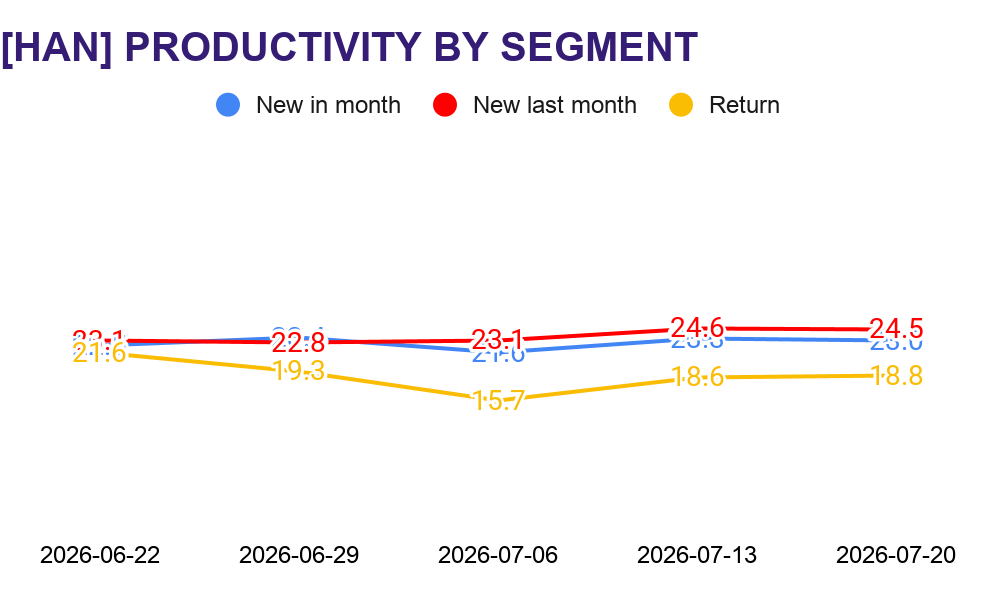 [HAN] PRODUCTIVITY BY SEGMENT
New in month New last month Return
23.1 22.8 23.1 24.6 24.5
21.6 19.3 15.7 18.6 18.8
2026-06-22 2026-06-29 2026-07-06 2026-07-13 2026-07-20